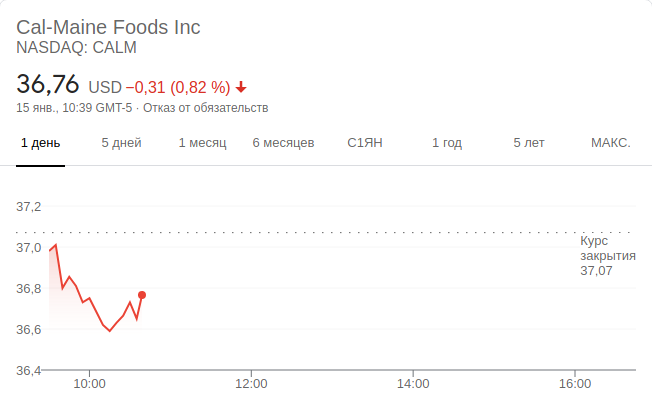 Cal-Maine Foods Inc
NASDAQ: CALM
36,76 USD −0,31 (0,82 %)
15 янв., 10:39 GMT-5 · Отказ от обязательств
1 день 5 дней 1 месяц 6 месяцев С1ЯН 1 год 5 лет МАКС.
37,2
37,0
36,8
36,6
36,4
Курс
закрытия
37,07
10:00 12:00 14:00 16:00